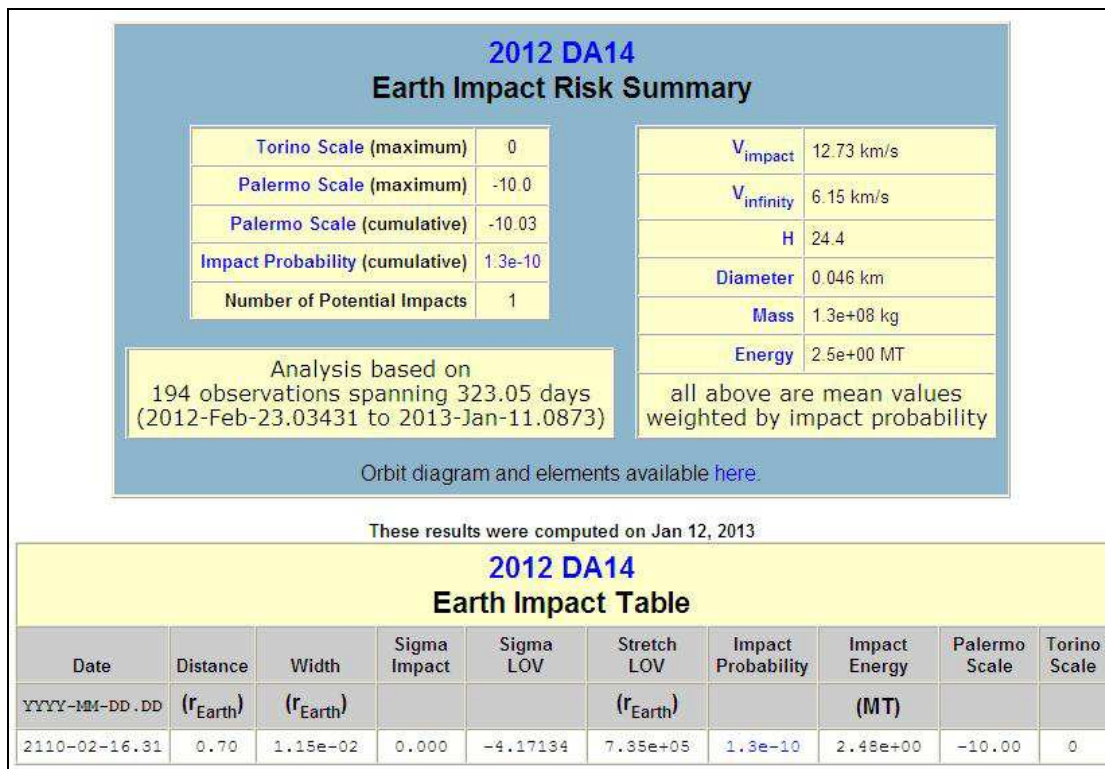 2012 DA14
Earth Impact Risk Summary
Torino Scale (maximum) 0
Palermo Scale (maximum) -10.0
Palermo Scale (cumulative) -10.03
Impact Probability (cumulative) 1.3e-10
Number of Potential Impacts 1
Analysis based on
194 observations spanning 323.05 days
(2012-Feb-23.03431 to 2013-Jan-11.0873)
Vimpact 12.73 km/s
Vinfinity 6.15 km/s
H 24.4
Diameter 0.046 km
Mass 1.3e+08 kg
Energy 2.5e+00 MT
all above are mean values
weighted by impact probability
Orbit diagram and elements available here.
These results were computed on Jan 12, 2013
2012 DA14
Earth Impact Table
Date Distance Width Sigma Impact Sigma LOV Stretch LOV Impact Probability Impact Energy Palermo Scale Torino Scale
YYYY-MM-DD.DD (rEarth) (rEarth) (rEarth) (MT)
2110-02-16.31 0.70 1.15e-02 0.000 -4.17134 7.35e+05 1.3e-10 2.48e+00 -10.00 0